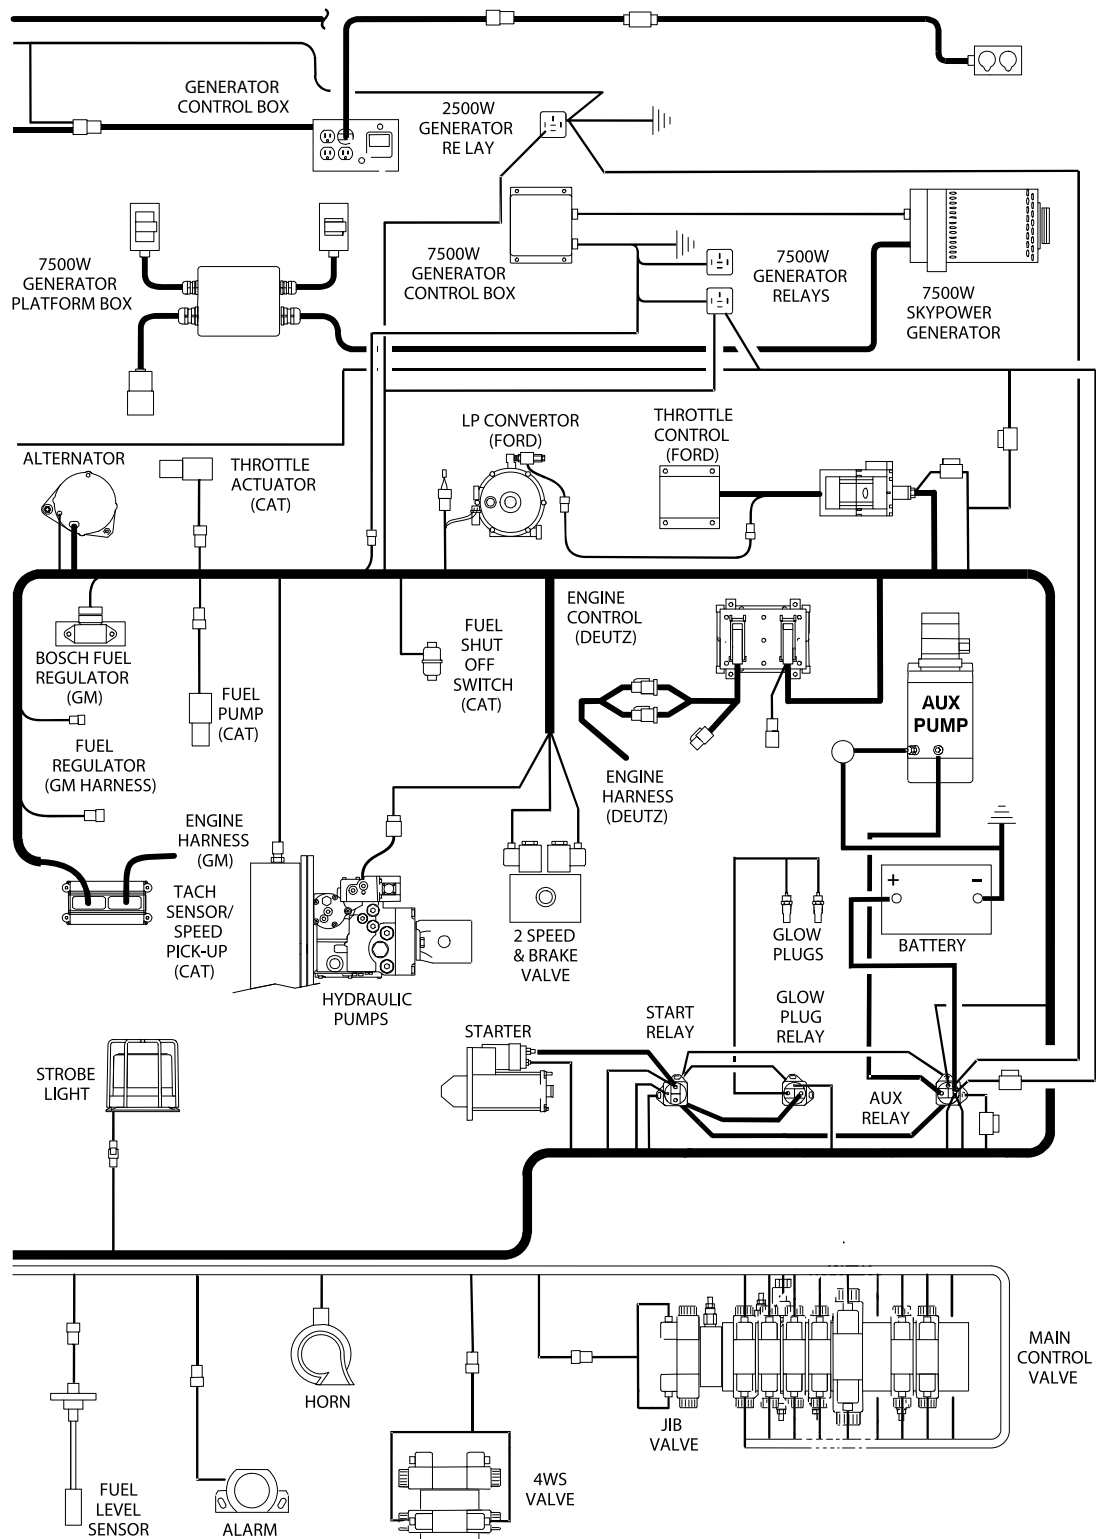 GENERATOR
CONTROL BOX
2500W
GENERATOR
RE LAY
7500W
GENERATOR
PLATFORM BOX
7500W
GENERATOR
CONTROL BOX
7500W
GENERATOR
RELAYS
7500W
SKYPOWER
GENERATOR
LP CONVERTOR
(FORD)
THROTTLE
CONTROL
(FORD)
ALTERNATOR
THROTTLE
ACTUATOR
(CAT)
ENGINE
CONTROL
(DEUTZ)
FUEL
SHUT
OFF
SWITCH
(CAT)
BOSCH FUEL
REGULATOR
(GM)
FUEL
PUMP
(CAT)
AUX
PUMP
FUEL
REGULATOR
(GM HARNESS)
ENGINE
HARNESS
(DEUTZ)
ENGINE
HARNESS
(GM)
TACH
SENSOR/
SPEED
PICK-UP
(CAT)
+
-
BATTERY
GLOW
PLUGS
2 SPEED
& BRAKE
VALVE
HYDRAULIC
PUMPS
START
RELAY
GLOW
PLUG
RELAY
STARTER
STROBE
LIGHT
AUX
RELAY
MAIN
CONTROL
VALVE
HORN
JIB
VALVE
FUEL
LEVEL
SENSOR
ALARM
4WS
VALVE